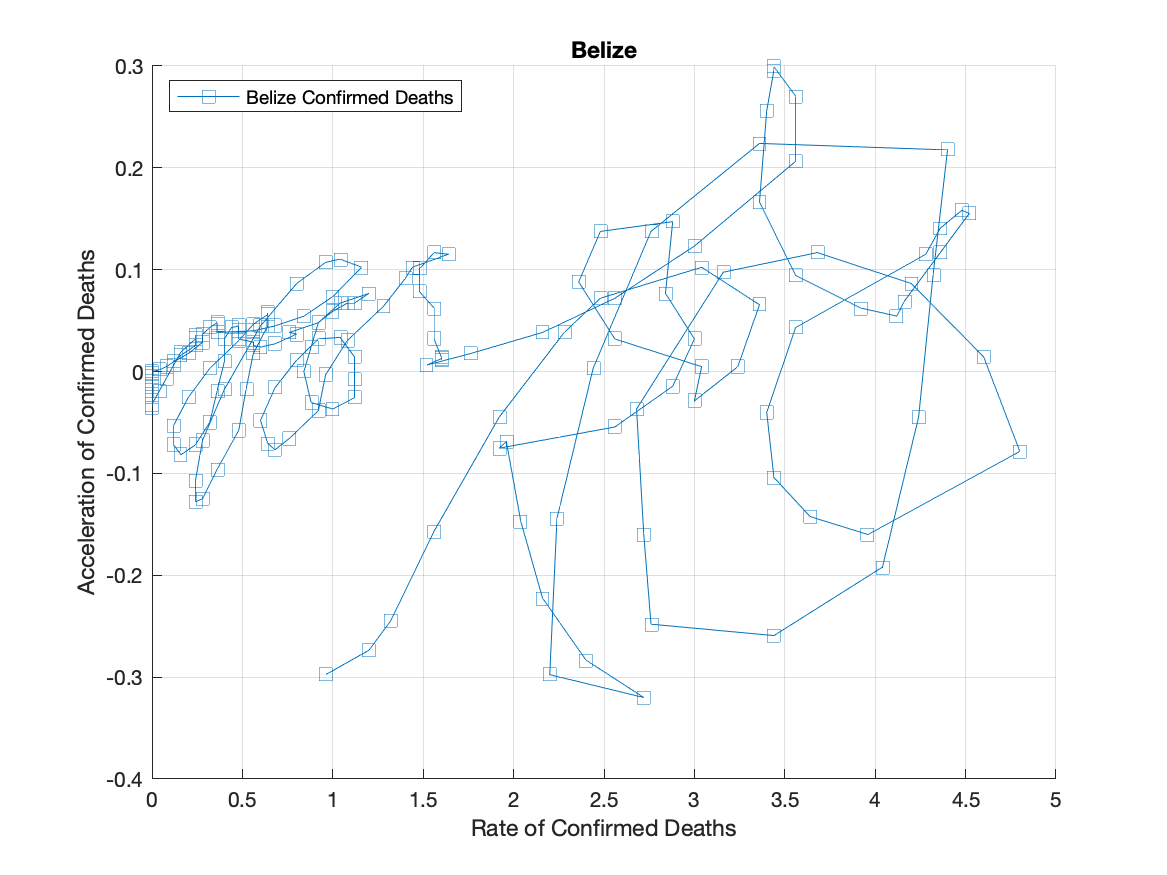 Belize
Belize Confirmed Deaths
Acceleration of Confirmed Deaths
0.3
0.2
0.1
0
-0.1
-0.2
-0.3
-0.4
0 0.5 1 1.5 2 2.5 3 3.5 4 4.5 5
Rate of Confirmed Deaths